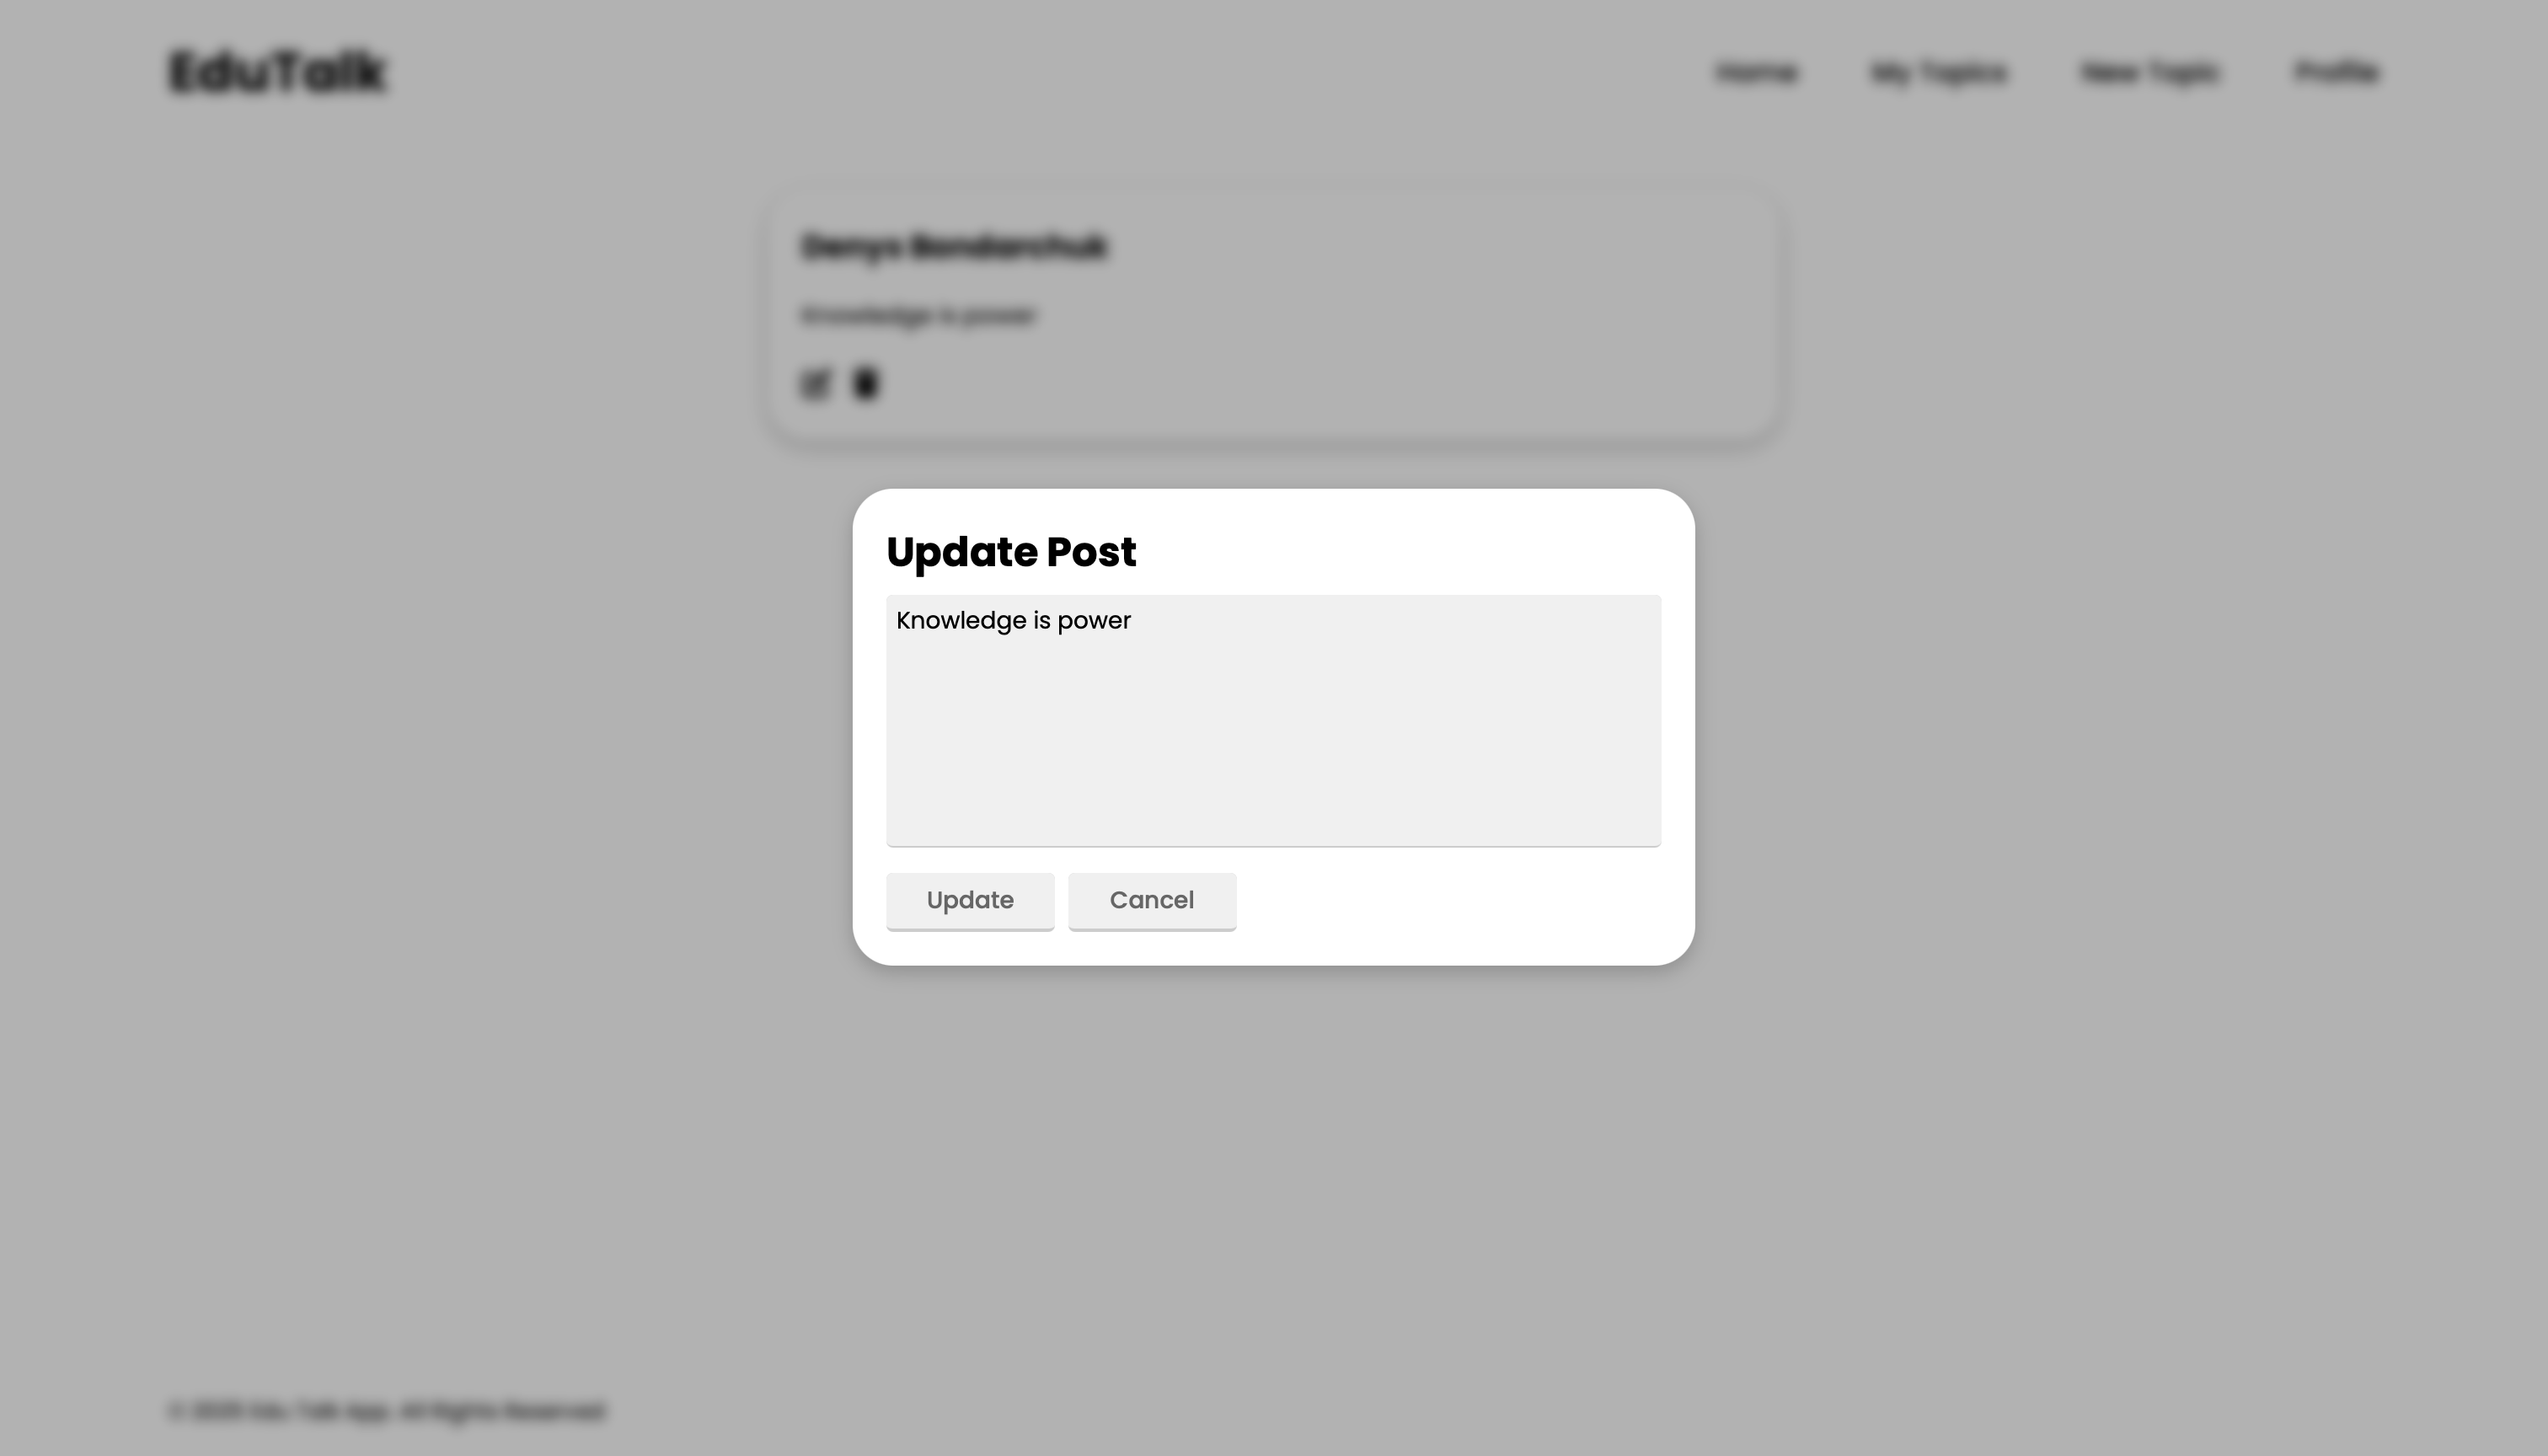 EduTalk
Home
My Topics
New Topic
Profile
Denys Bondarchuk
Knowledge is power
Update Post
Knowledge is power
Update
Cancel
© 2025 Edu Talk App. All Rights Reserved